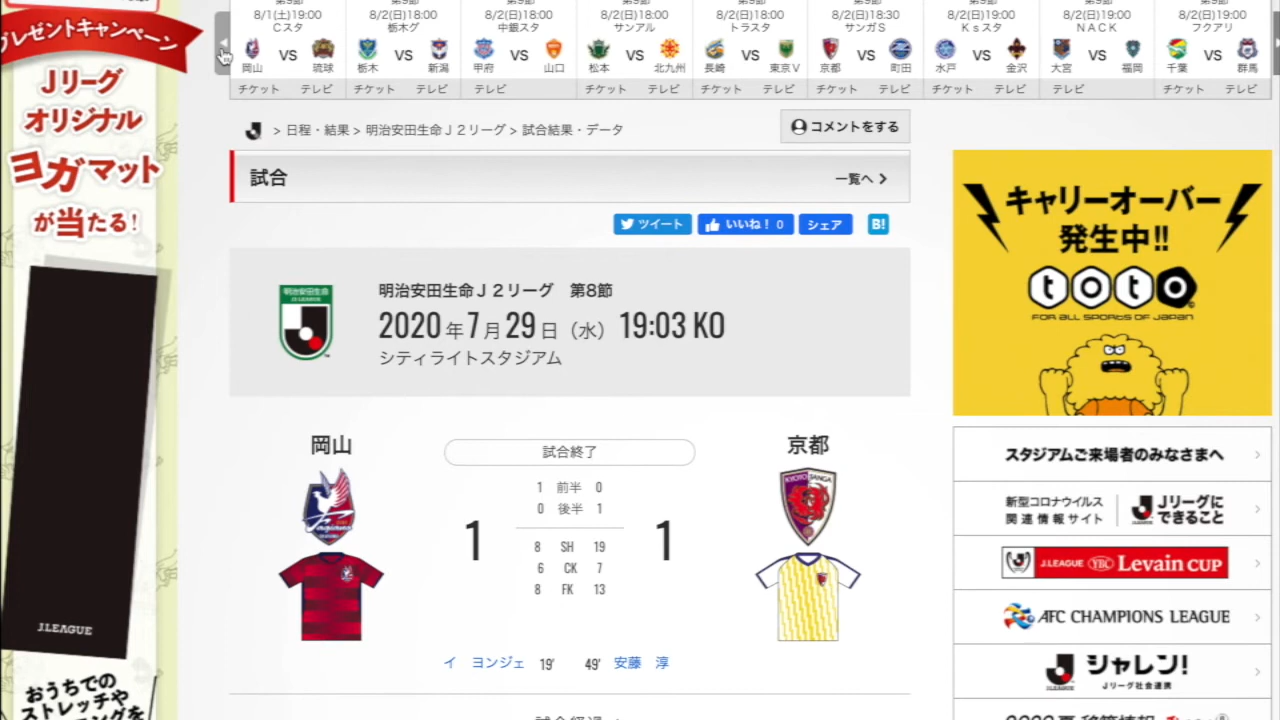 プレゼントキャンペーン
Jリーグ
オリジナル
ヨガマット
が当たる!
J.LEAGUE
おうちでの
ストレッチや
8/1(土)19:00 8/2(日)18:00 8/2(日)18:00 8/2(日)18:00 8/2(日)18:00 8/2(日)18:30 8/2(日)19:00 8/2(日)19:00 8/2(日)19:00
Cスタ 栃木ス 中銀スタ サンアル トラスタ サンガS Ksスタ NACK フクアリ
VS VS VS VS VS VS VS VS VS
岡山 琉球 栃木 新潟 甲府 山口 松本 北九州 長崎 東京V 京都 町田 水戸 金沢 大宮 福岡 千葉 群馬
チケット テレビ チケット テレビ テレビ チケット テレビ チケット テレビ チケット テレビ チケット テレビ テレビ チケット テレビ
> 日程・結果 > 明治安田生命J2リーグ > 試合結果・データ
コメントをする
試合
一覧へ >
ツイート いいね!0 シェア B!
明治安田生命
J2 LEAGUE
明治安田生命J2リーグ 第8節
2020年7月29日(水) 19:03 KO
シティライトスタジアム
岡山
試合終了
京都
KYOTO SANGA
1 前半 0
0 後半 1
1 1
8 SH 19
6 CK 7
8 FK 13
イ ヨンジェ 19' 49' 安藤 淳
キャリーオーバー
発生中!!
toto
FOR ALL SPORTS OF JAPAN
スタジアムご来場者のみなさまへ
新型コロナウイルス
関連情報サイト
Jリーグに
できること
J.LEAGUE YBC Levain CUP
AFC CHAMPIONS LEAGUE
シャレン!
Jリーグ社会連携